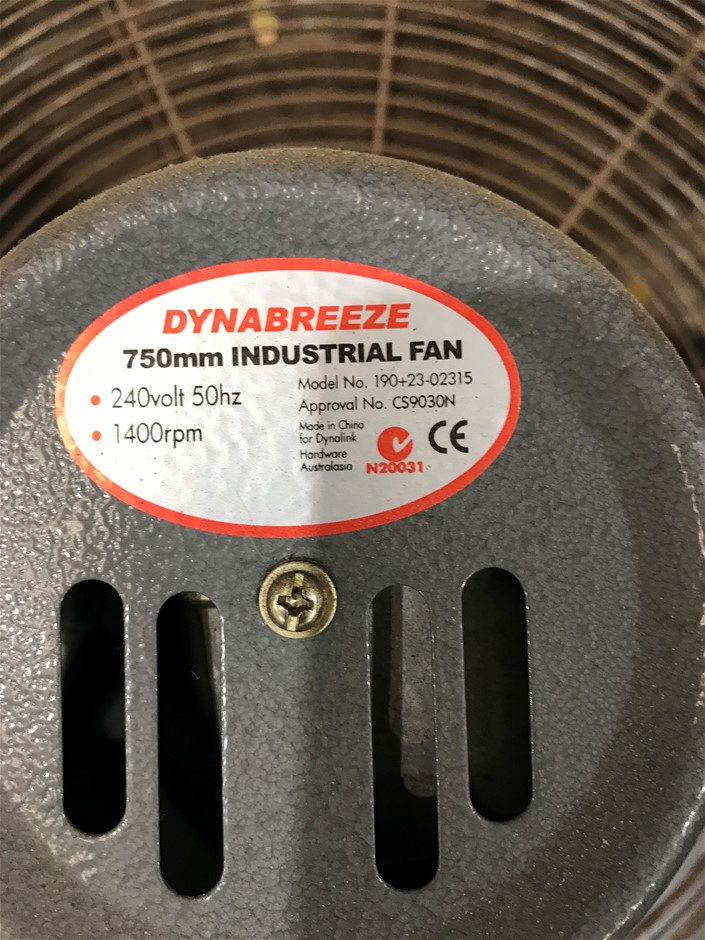 DYNABREEZE
750mm INDUSTRIAL FAN
• 240volt 50hz
• 1400rpm
Model No. 190+23-02315
Approval No. CS9030N
Made in China
for Dynalink
Hardware
Australasia
N20031
CE